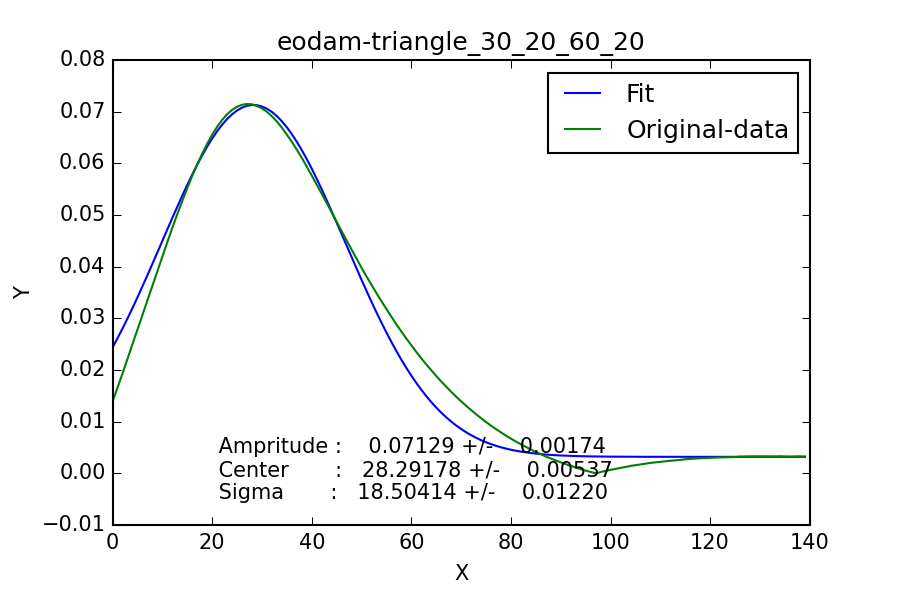 eodam-triangle_30_20_60_20
0.08
0.07
0.06
0.05
0.04
0.03
0.02
0.01
0.00
−0.01
Y
Fit
Original-data
Ampritude : 0.07129 +/- 0.00174
Center : 28.29178 +/- 0.00537
Sigma : 18.50414 +/- 0.01220
0 20 40 60 80 100 120 140
X